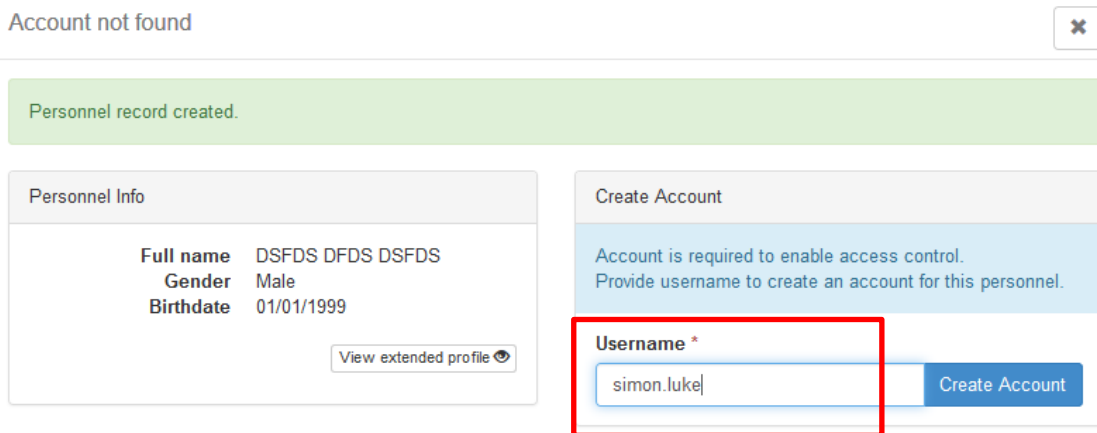 Account not found
Personnel record created.
Personnel Info
Full name DSFDS DFDS DSFDS
Gender Male
Birthdate 01/01/1999
View extended profile
Create Account
Account is required to enable access control.
Provide username to create an account for this personnel.
Username *
simon.luke
Create Account